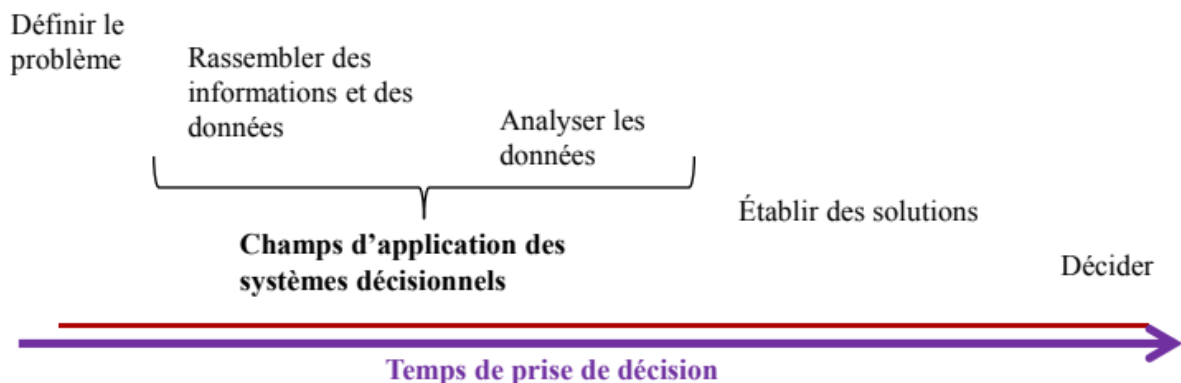 Définir le
problème
Rassembler des
informations et des
données
Analyser les
données
Établir des solutions
Champs d’application des
systèmes décisionnels
Décider
Temps de prise de décision